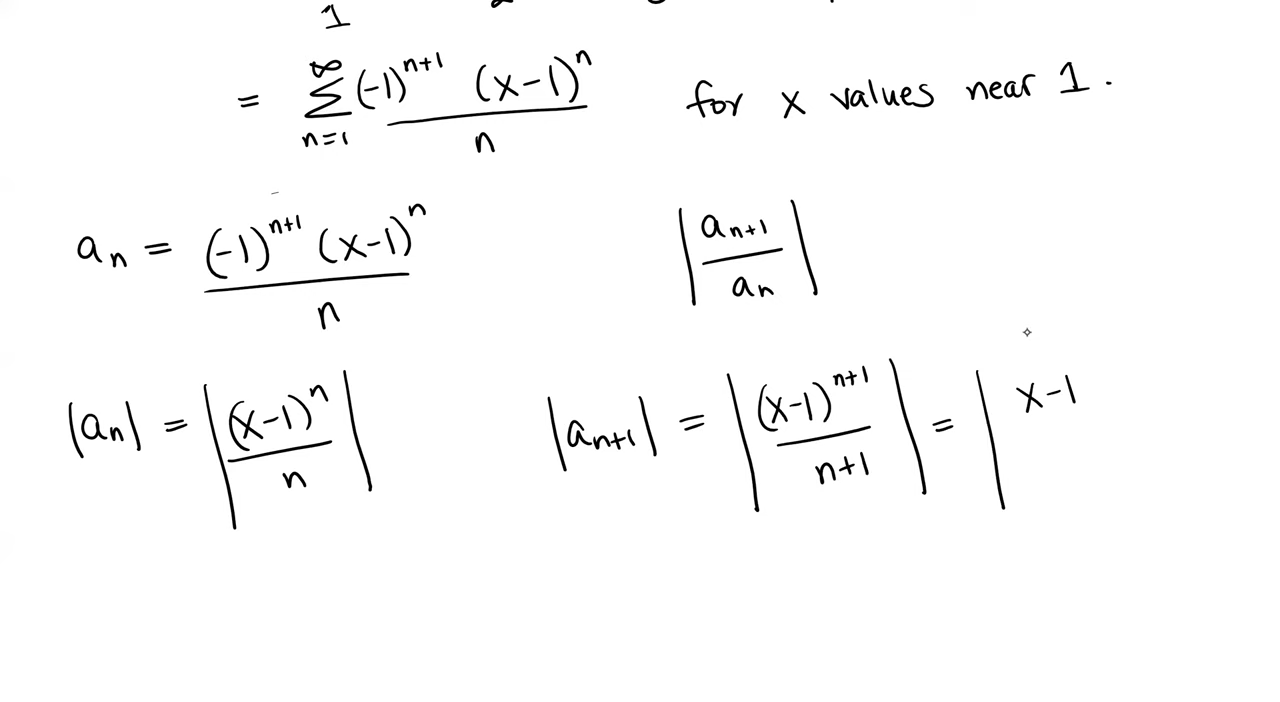 1
= ∑_{n=1}^{∞} (-1)^{n+1} (x-1)^n / n for x values near 1.
a_n = (-1)^{n+1} (x-1)^n / n |a_{n+1} / a_n|
|a_n| = |(x-1)^n / n| |a_{n+1}| = |(x-1)^{n+1} / n+1| = | x-1